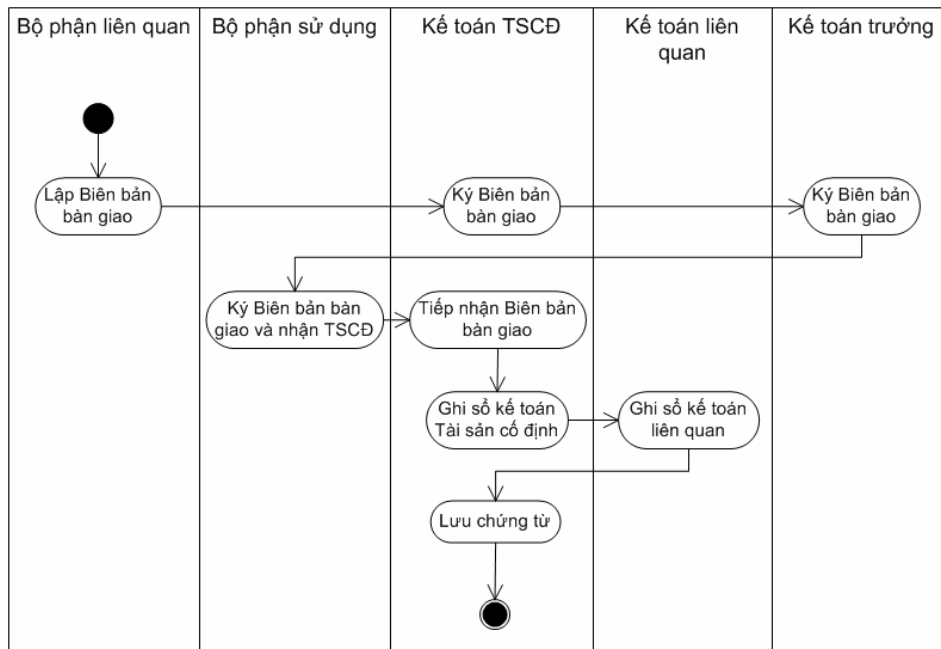 Bộ phận liên quan
Bộ phận sử dụng
Kế toán TSCĐ
Kế toán liên
quan
Kế toán trưởng
Lập Biên bản
bàn giao
Ký Biên bản
bàn giao
Ký Biên bản
bàn giao
Ký Biên bản bàn
giao và nhận TSCĐ
Tiếp nhận Biên bản
bàn giao
Ghi sổ kế toán
Tài sản cố định
Ghi sổ kế toán
liên quan
Lưu chứng từ